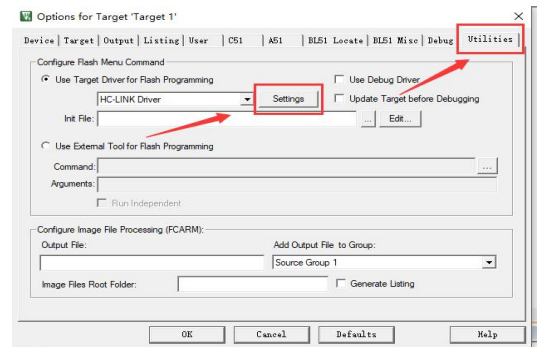 Options for Target 'Target 1'
Device Target Output Listing User C51 A51 BL51 Locate BL51 Misc Debug Utilities
Configure Flash Menu Command
Use Target Driver for Flash Programming Use Debug Driver
HC-LINK Driver Settings Update Target before Debugging
Init File: ... Edit...
Use External Tool for Flash Programming
Command: ...
Arguments:
Run Independent
Configure Image File Processing (FCARM):
Output File: Add Output File to Group:
Source Group 1
Image Files Root Folder: Generate Listing
OK Cancel Defaults Help